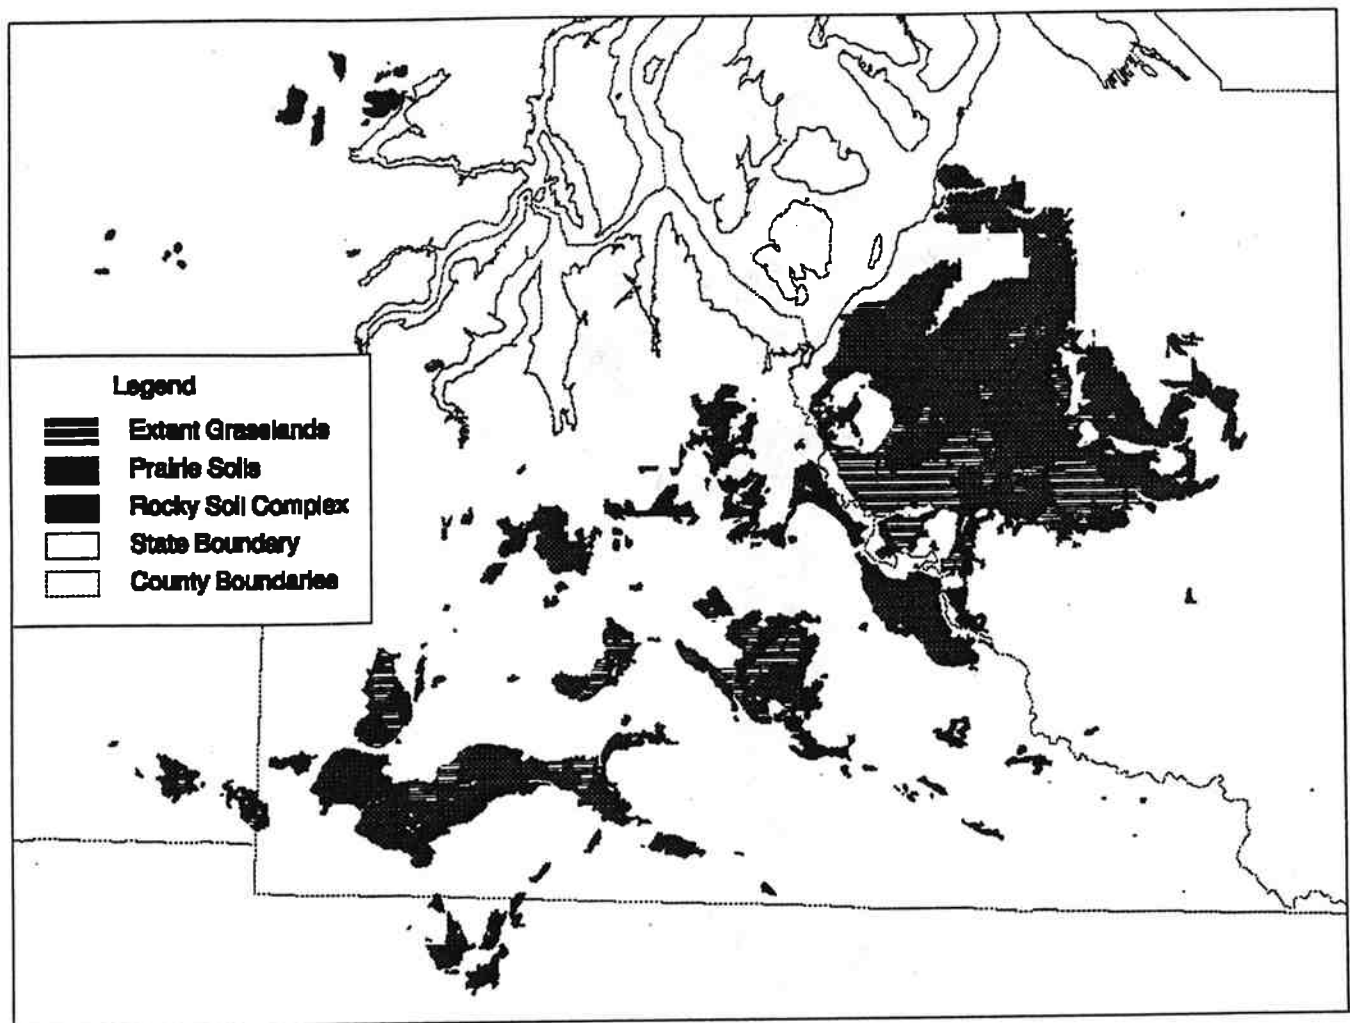 Legend
Extant Grasslands
Prairie Soils
Rocky Soil Complex
State Boundary
County Boundaries